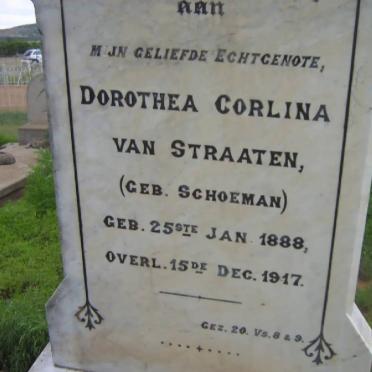 aan
MIJN GELIEFDE ECHTGENOTE,
DOROTHEA CORLINA
VAN STRAATEN,
(GEB. SCHOEMAN)
GEB. 25STE JAN. 1888,
OVERL. 15DE DEC. 1917.
GEZ. 20. VS. 8 & 9.